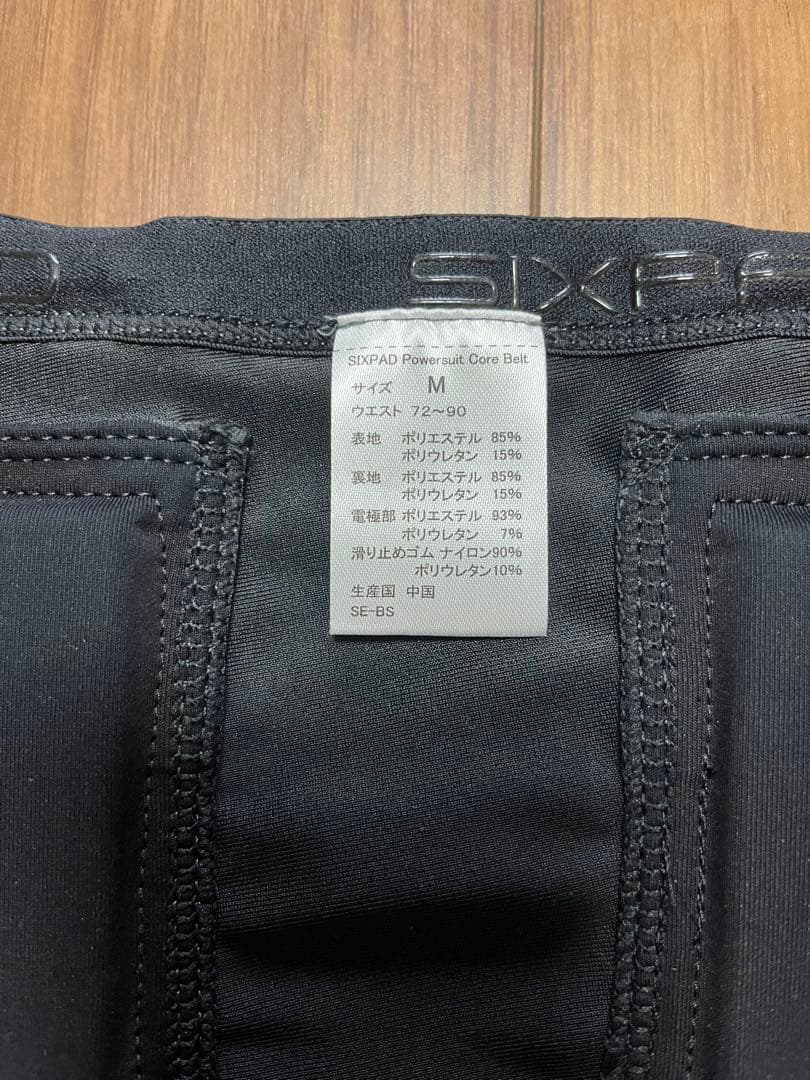 SIXPA
SIXPAD Powersuit Core Belt
サイズ M
ウエスト 72～90
表地 ポリエステル 85%
ポリウレタン 15%
裏地 ポリエステル 85%
ポリウレタン 15%
電極部 ポリエステル 93%
ポリウレタン 7%
滑り止めゴム ナイロン90%
ポリウレタン10%
生産国 中国
SE-BS